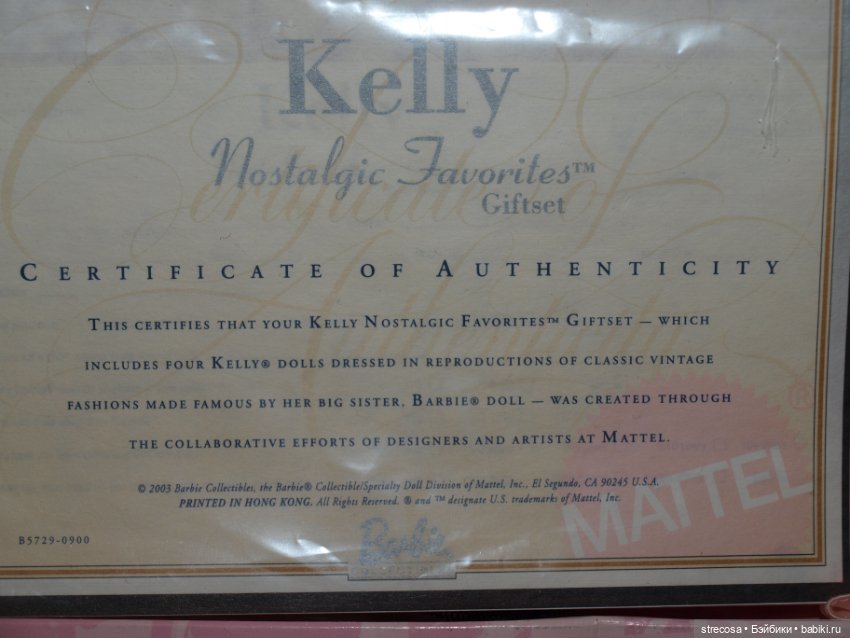 Kelly
Nostalgic Favorites™
Giftset
Certificate of
Authenticity
CERTIFICATE OF AUTHENTICITY
THIS CERTIFIES THAT YOUR KELLY NOSTALGIC FAVORITES™ GIFTSET — WHICH
INCLUDES FOUR KELLY® DOLLS DRESSED IN REPRODUCTIONS OF CLASSIC VINTAGE
FASHIONS MADE FAMOUS BY HER BIG SISTER, BARBIE® DOLL — WAS CREATED THROUGH
THE COLLABORATIVE EFFORTS OF DESIGNERS AND ARTISTS AT MATTEL.
© 2003 Barbie Collectibles, the Barbie® Collectible/Specialty Doll Division of Mattel, Inc., El Segundo, CA 90245 U.S.A.
PRINTED IN HONG KONG. All Rights Reserved. ® and ™ designate U.S. trademarks of Mattel, Inc.
MATTEL ®
B5729-0900
Barbie
strecosa • Бэйбики • babiki.ru